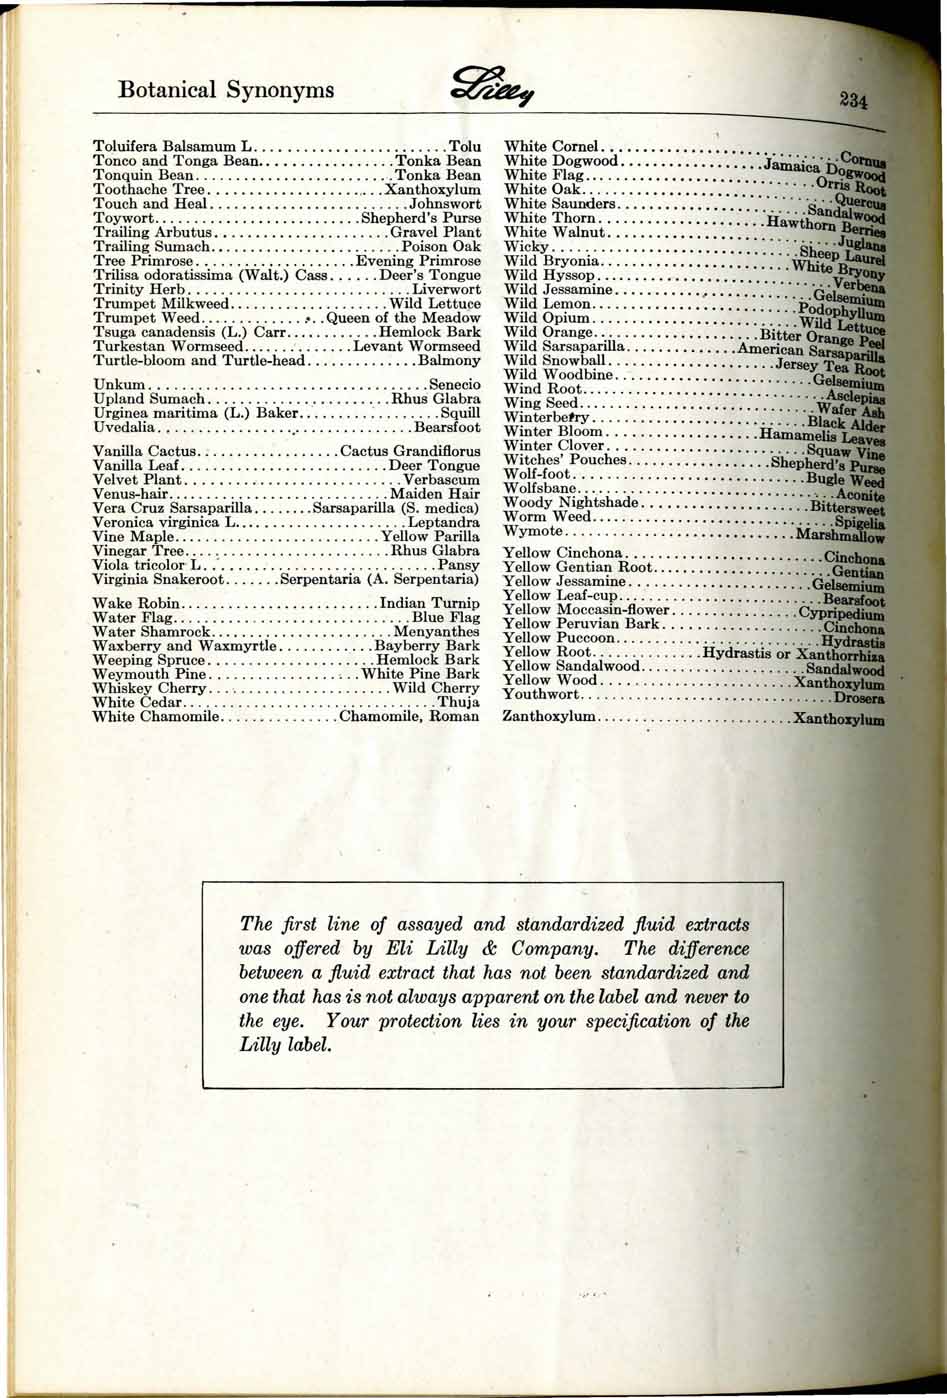 Botanical Synonyms
Lilly
234
Toluifera Balsamum L........................Tolu
Tonco and Tonga Bean.................Tonka Bean
Tonquin Bean.........................Tonka Bean
Toothache Tree.......................Xanthoxylum
Touch and Heal.........................Johnswort
Toywort..........................Shepherd's Purse
Trailing Arbutus......................Gravel Plant
Trailing Sumach........................Poison Oak
Tree Primrose....................Evening Primrose
Trilisa odoratissima (Walt.) Cass......Deer's Tongue
Trinity Herb............................Liverwort
Trumpet Milkweed....................Wild Lettuce
Trumpet Weed................Queen of the Meadow
Tsuga canadensis (L.) Carr............Hemlock Bark
Turkestan Wormseed..............Levant Wormseed
Turtle-bloom and Turtle-head..............Balmony
Unkum...................................Senecio
Upland Sumach.......................Rhus Glabra
Urginea maritima (L.) Baker..................Squill
Uvedalia................................Bearsfoot
Vanilla Cactus..................Cactus Grandiflorus
Vanilla Leaf..........................Deer Tongue
Velvet Plant...........................Verbascum
Venus-hair............................Maiden Hair
Vera Cruz Sarsaparilla........Sarsaparilla (S. medica)
Veronica virginica L......................Leptandra
Vine Maple..........................Yellow Parilla
Vinegar Tree..........................Rhus Glabra
Viola tricolor L.............................Pansy
Virginia Snakeroot.......Serpentaria (A. Serpentaria)
Wake Robin.........................Indian Turnip
Water Flag..............................Blue Flag
Water Shamrock.......................Menyanthes
Waxberry and Waxmyrtle............Bayberry Bark
Weeping Spruce.....................Hemlock Bark
Weymouth Pine...................White Pine Bark
Whiskey Cherry.......................Wild Cherry
White Cedar................................Thuja
White Chamomile...............Chamomile, Roman
White Cornel..............................Cornus
White Dogwood..................Jamaica Dogwood
White Flag.............................Orris Root
White Oak...............................Quercus
White Saunders........................Sandalwood
White Thorn.....................Hawthorn Berries
White Walnut.............................Juglans
Wicky...............................Sheep Laurel
Wild Bryonia........................White Bryony
Wild Hyssop.............................Verbena
Wild Jessamine.........................Gelsemium
Wild Lemon..........................Podophyllum
Wild Opium..........................Wild Lettuce
Wild Orange.....................Bitter Orange Peel
Wild Sarsaparilla..............American Sarsaparilla
Wild Snowball.....................Jersey Tea Root
Wild Woodbine.........................Gelsemium
Wind Root..............................Asclepias
Wing Seed.............................Wafer Ash
Winterberry...........................Black Alder
Winter Bloom....................Hamamelis Leaves
Winter Clover.........................Squaw Vine
Witches' Pouches..................Shepherd's Purse
Wolf-foot.............................Bugle Weed
Wolfsbane...............................Aconite
Woody Nightshade.....................Bittersweet
Worm Weed..............................Spigelia
Wymote.............................Marshmallow
Yellow Cinchona.........................Cinchona
Yellow Gentian Root.......................Gentian
Yellow Jessamine.......................Gelsemium
Yellow Leaf-cup.........................Bearsfoot
Yellow Moccasin-flower................Cypripedium
Yellow Peruvian Bark.....................Cinchona
Yellow Puccoon..........................Hydrastis
Yellow Root..............Hydrastis or Xanthorrhiza
Yellow Sandalwood.....................Sandalwood
Yellow Wood........................Xanthoxylum
Youthwort................................Drosera
Zanthoxylum.........................Xanthoxylum
The first line of assayed and standardized fluid extracts
was offered by Eli Lilly & Company. The difference
between a fluid extract that has not been standardized and
one that has is not always apparent on the label and never to
the eye. Your protection lies in your specification of the
Lilly label.